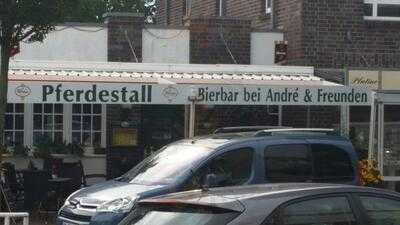 Pferdestall
Bierbar bei André & Freunden